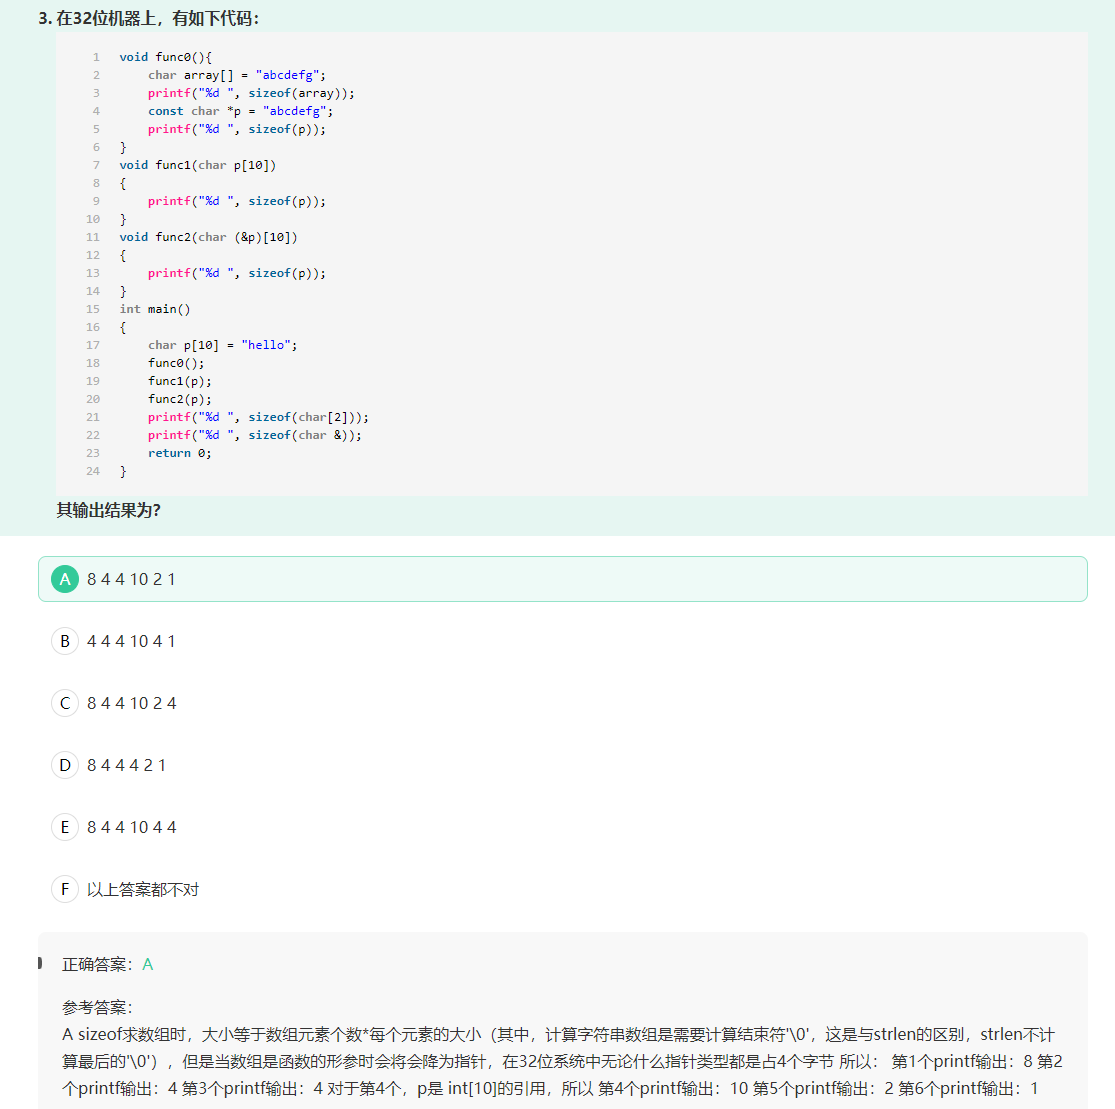 3. 在32位机器上，有如下代码：
1 void func0(){
2 char array[] = "abcdefg";
3 printf("%d ", sizeof(array));
4 const char *p = "abcdefg";
5 printf("%d ", sizeof(p));
6 }
7 void func1(char p[10])
8 {
9 printf("%d ", sizeof(p));
10 }
11 void func2(char (&p)[10])
12 {
13 printf("%d ", sizeof(p));
14 }
15 int main()
16 {
17 char p[10] = "hello";
18 func0();
19 func1(p);
20 func2(p);
21 printf("%d ", sizeof(char[2]));
22 printf("%d ", sizeof(char &));
23 return 0;
24 }
其输出结果为?
A 8 4 4 10 2 1
B 4 4 4 10 4 1
C 8 4 4 10 2 4
D 8 4 4 4 2 1
E 8 4 4 10 4 4
F 以上答案都不对
正确答案：A
参考答案：
A sizeof求数组时，大小等于数组元素个数*每个元素的大小（其中，计算字符串数组是需要计算结束符'\0'，这是与strlen的区别，strlen不计
算最后的'\0'），但是当数组是函数的形参时会将会降为指针，在32位系统中无论什么指针类型都是占4个字节 所以： 第1个printf输出：8 第2
个printf输出：4 第3个printf输出：4 对于第4个，p是 int[10]的引用，所以 第4个printf输出：10 第5个printf输出：2 第6个printf输出：1